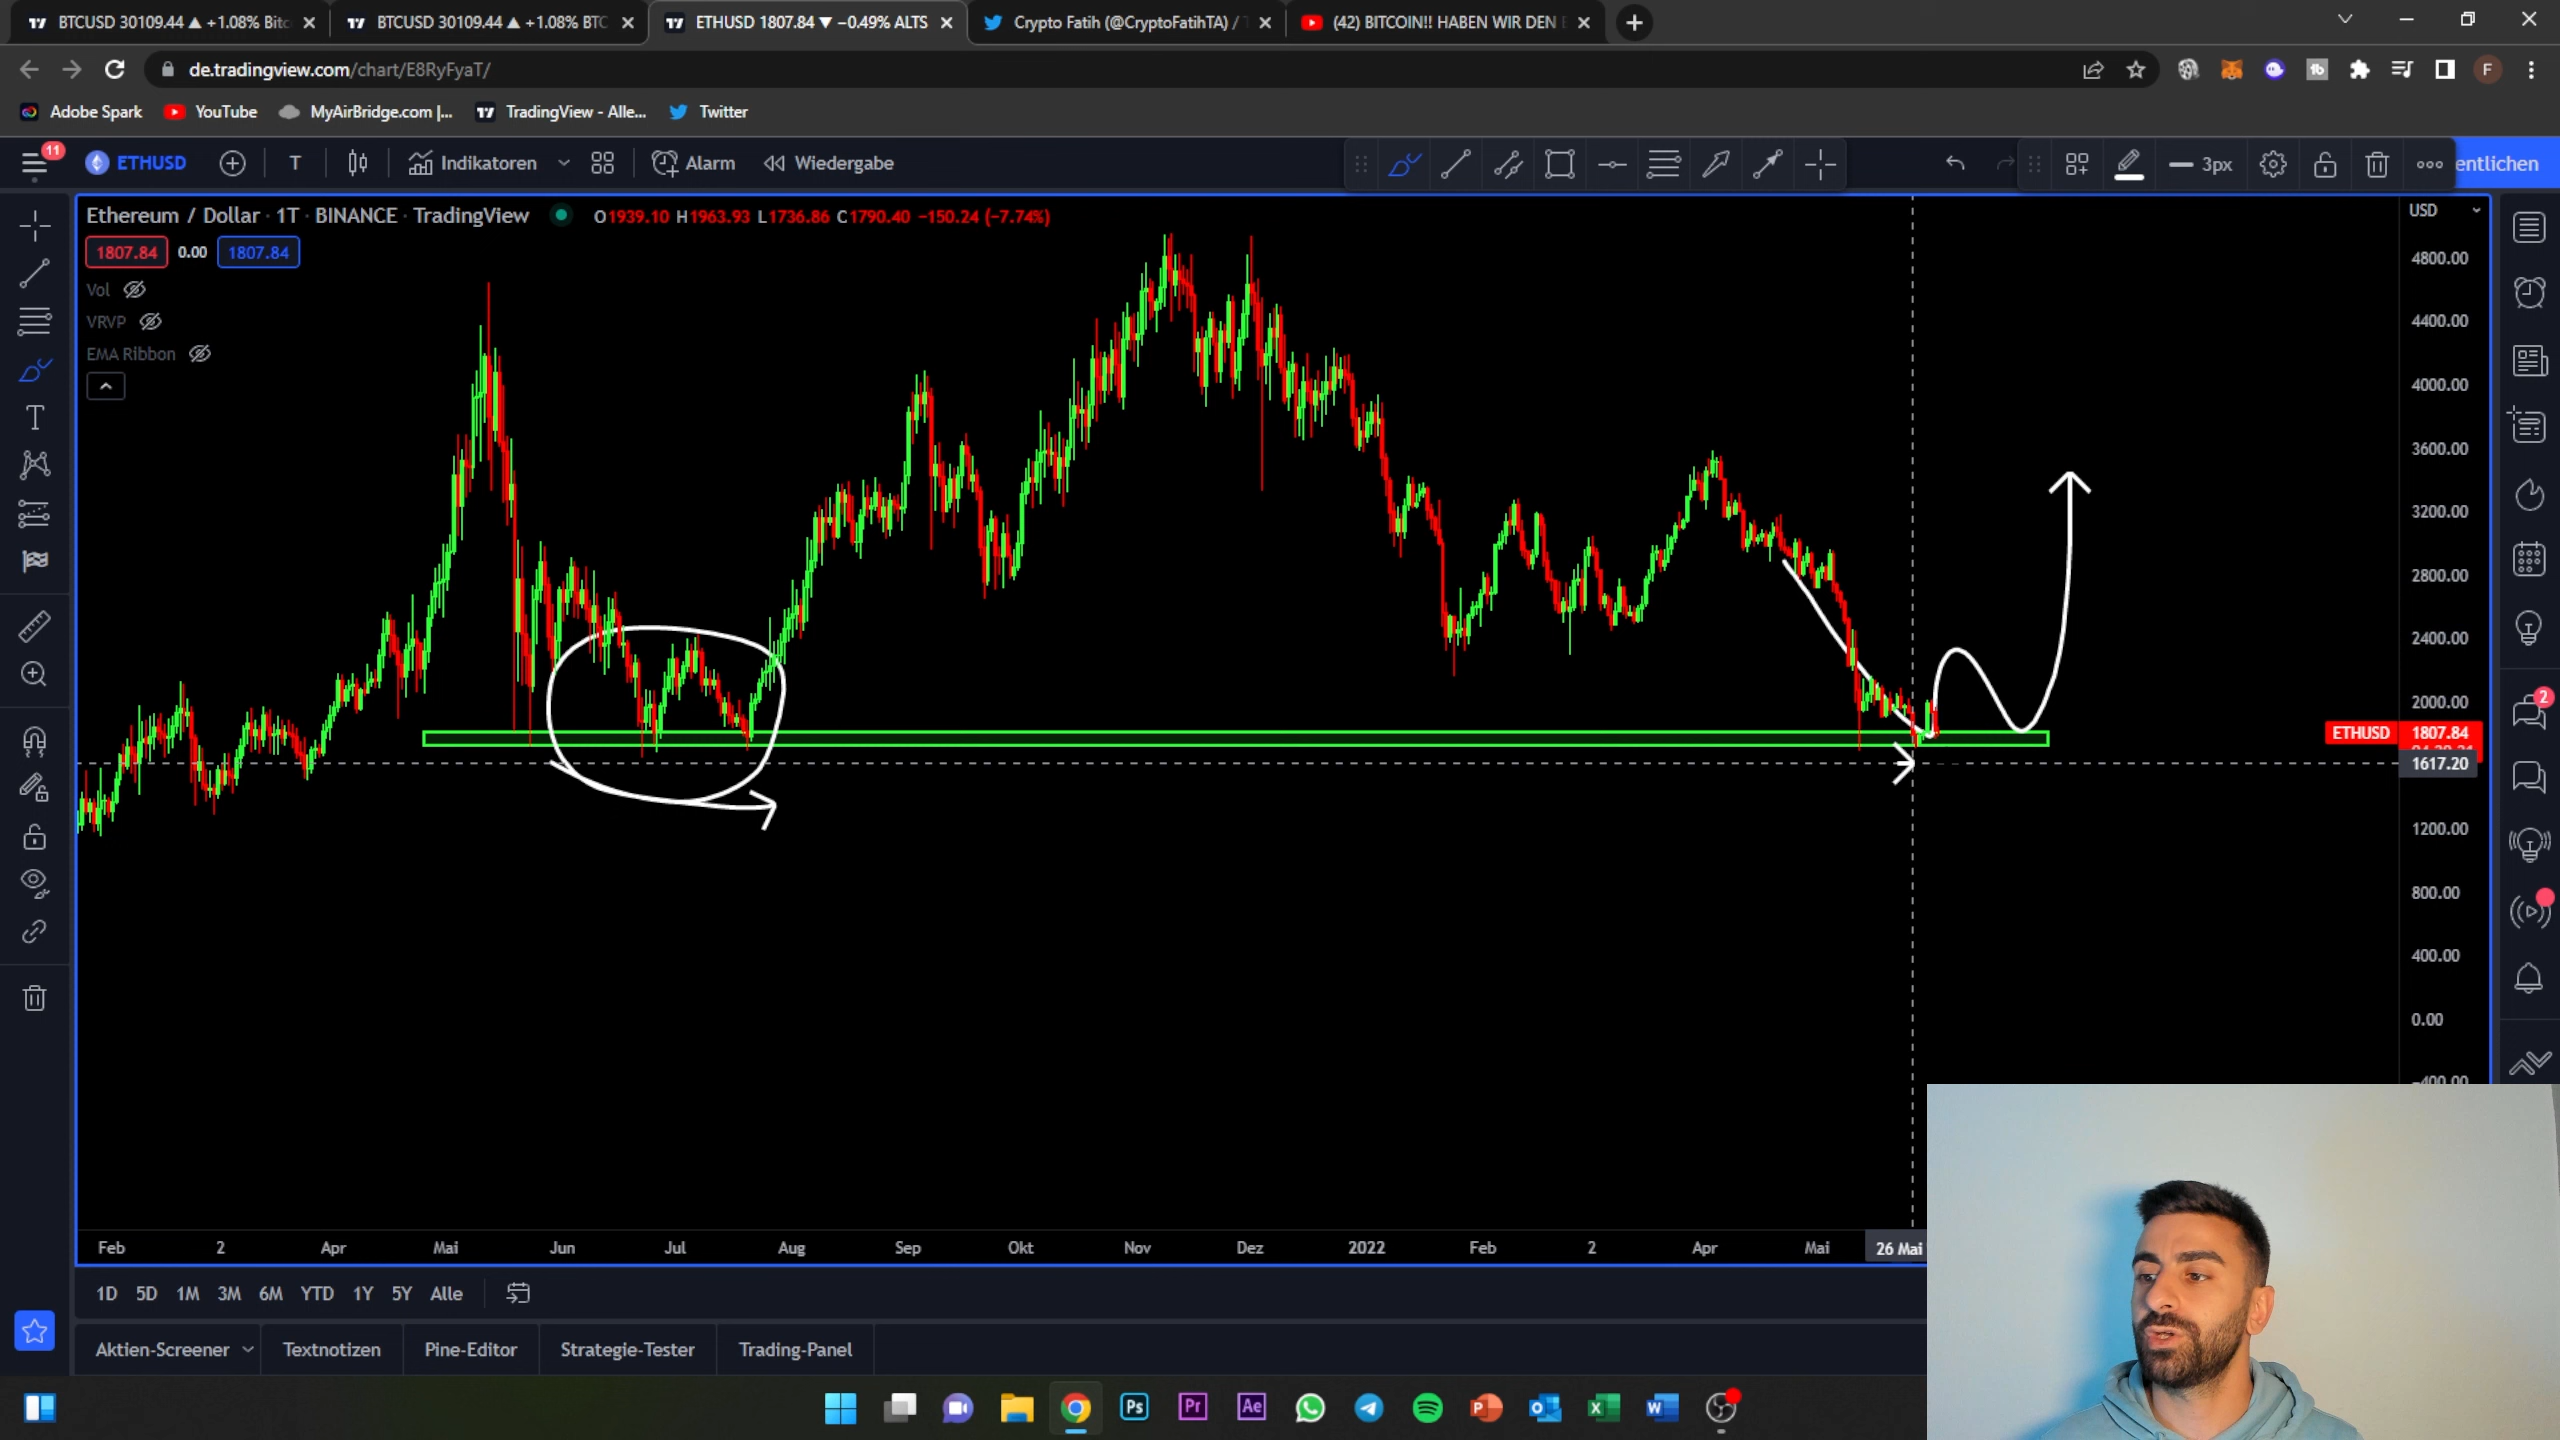 BTCUSD 30109.44 ▲ +1.08% Bitc
BTCUSD 30109.44 ▲ +1.08% BTC
ETHUSD 1807.84 ▼ −0.49% ALTS
Crypto Fatih (@CryptoFatihTA) /
(42) BITCOIN!! HABEN WIR DEN
de.tradingview.com/chart/E8RyFyaT/
F
Adobe Spark
YouTube
MyAirBridge.com |...
TradingView - Alle...
Twitter
11
ETHUSD
T
Indikatoren
Alarm
Wiedergabe
3px
entlichen
Ethereum / Dollar · 1T · BINANCE · TradingView
O1939.10 H1963.93 L1736.86 C1790.40 −150.24 (−7.74%)
USD
1807.84 0.00 1807.84
Vol
VRVP
EMA Ribbon
4800.00
4400.00
4000.00
3600.00
3200.00
2800.00
2400.00
2000.00
ETHUSD 1807.84
1617.20
1200.00
800.00
400.00
0.00
−400.00
2
Feb 2 Apr Mai Jun Jul Aug Sep Okt Nov Dez 2022 Feb 2 Apr Mai 26 Mai
1D 5D 1M 3M 6M YTD 1Y 5Y Alle
Aktien-Screener
Textnotizen
Pine-Editor
Strategie-Tester
Trading-Panel
Ps
Pr
Ae